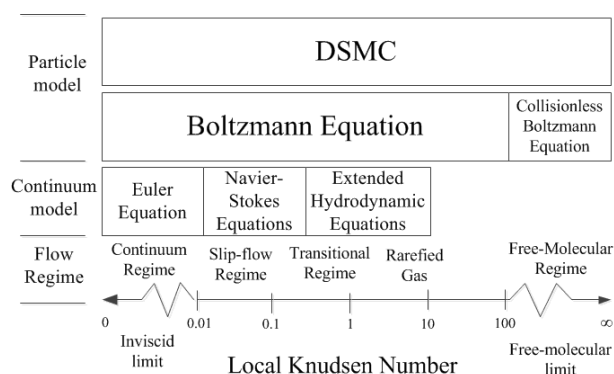 DSMC
Particle
model
Boltzmann Equation
Collisionless
Boltzmann
Equation
Continuum
model
Euler
Equation
Navier-
Stokes
Equations
Extended
Hydrodynamic
Equations
Flow
Regime
Continuum
Regime
Slip-flow
Regime
Transitional
Regime
Rarefied
Gas
Free-Molecular
Regime
0 0.01 0.1 1 10 100 ∞
Inviscid
limit
Local Knudsen Number
Free-molecular
limit